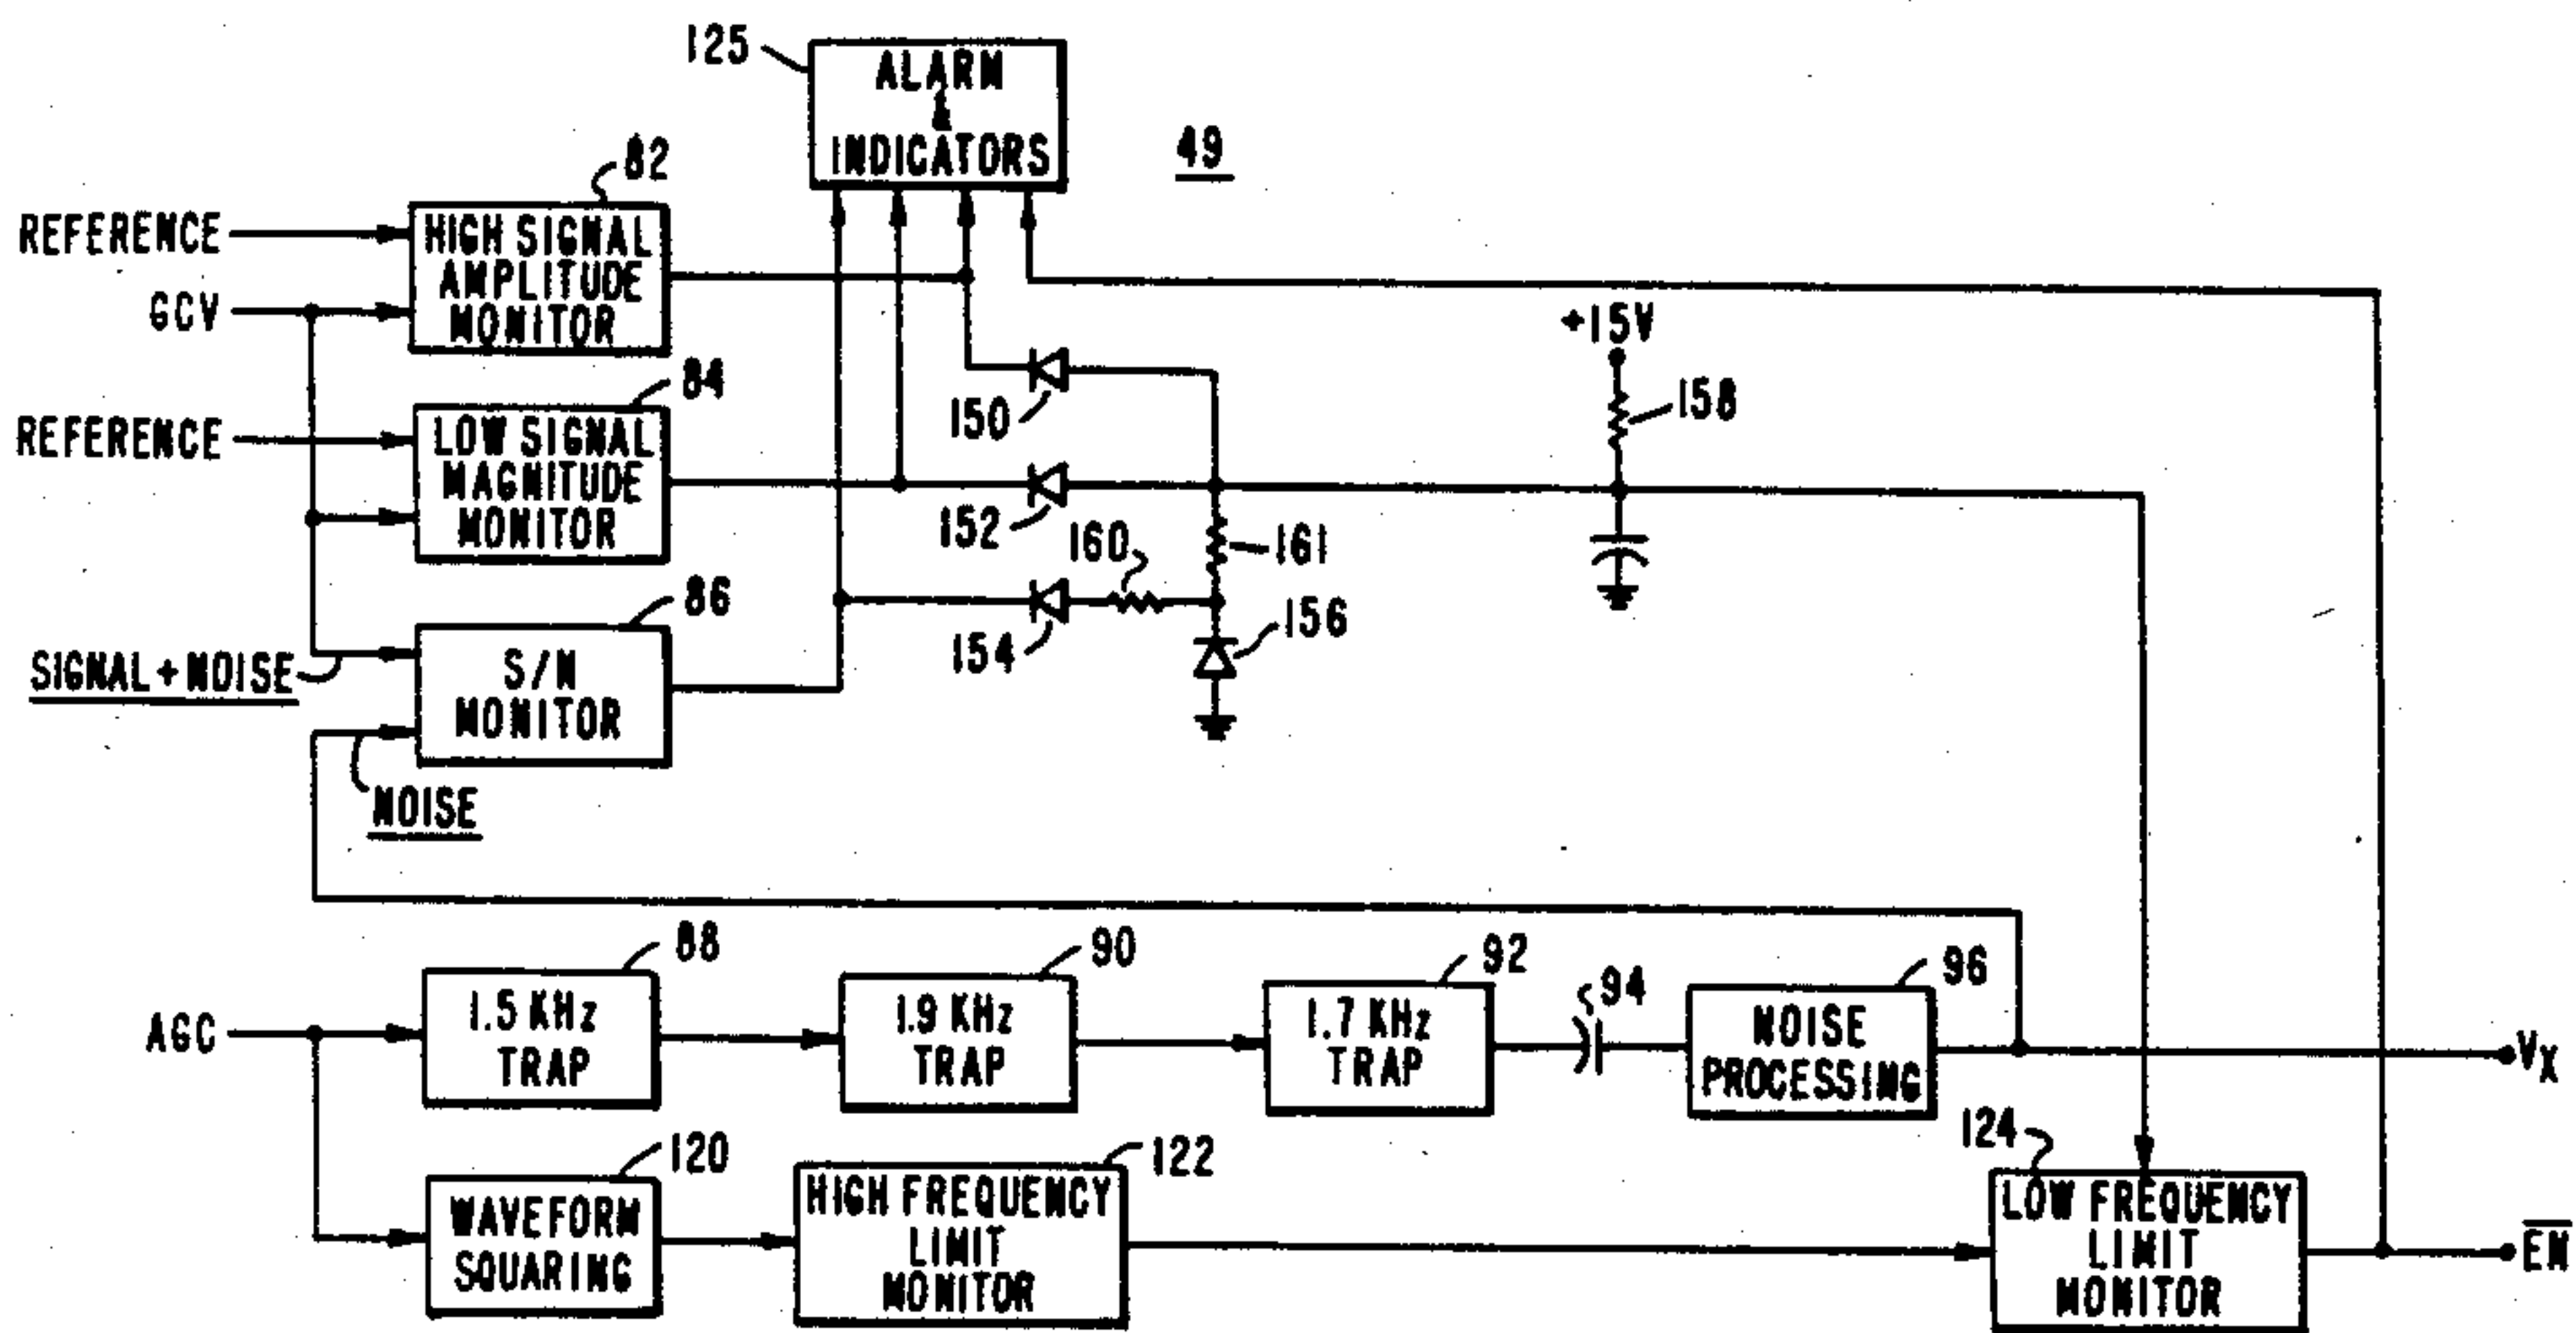 125
ALARM
&
INDICATORS
49
82
REFERENCE
HIGH SIGNAL
AMPLITUDE
MONITOR
GCV
+15V
84
150
158
REFERENCE
LOW SIGNAL
MAGNITUDE
MONITOR
152
160
161
86
154
156
SIGNAL + NOISE
S/N
MONITOR
NOISE
88
90
92
94
96
AGC
1.5 KHz
TRAP
1.9 KHz
TRAP
1.7 KHz
TRAP
NOISE
PROCESSING
VX
120
122
124
WAVEFORM
SQUARING
HIGH FREQUENCY
LIMIT
MONITOR
LOW FREQUENCY
LIMIT
MONITOR
EN